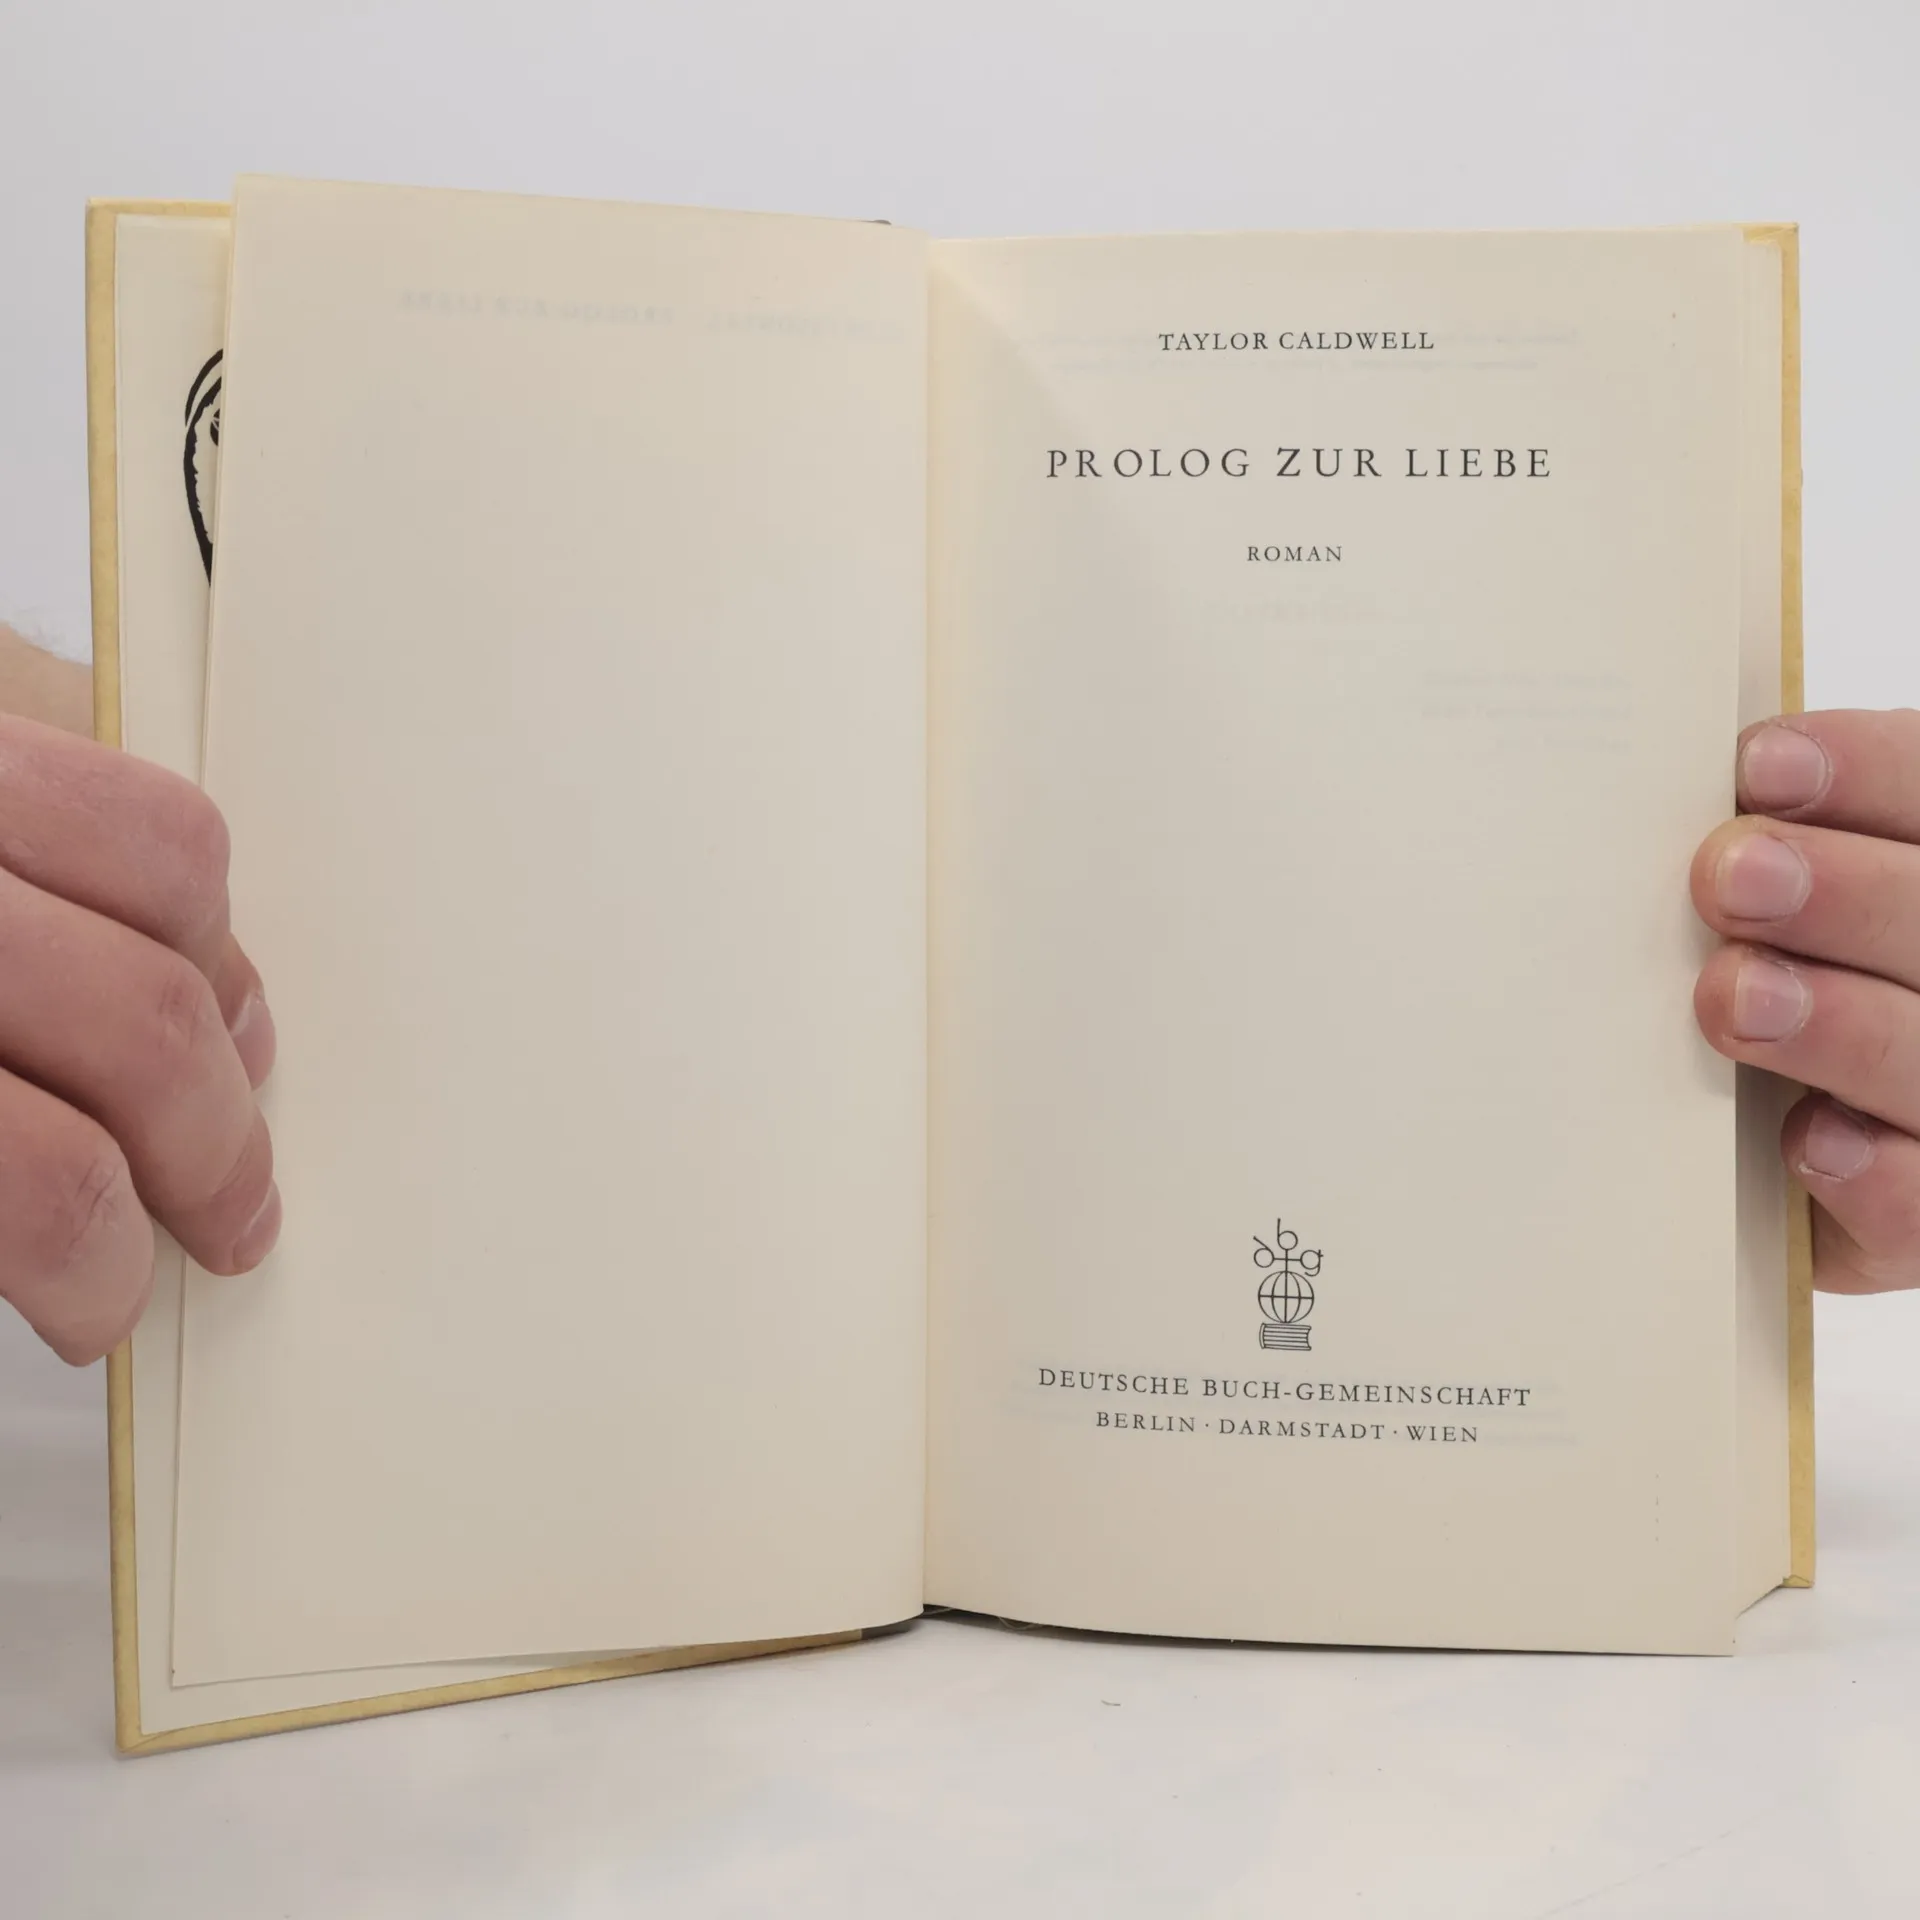 TAYLOR CALDWELL
PROLOG ZUR LIEBE
ROMAN
dbg
DEUTSCHE BUCH-GEMEINSCHAFT
BERLIN · DARMSTADT · WIEN